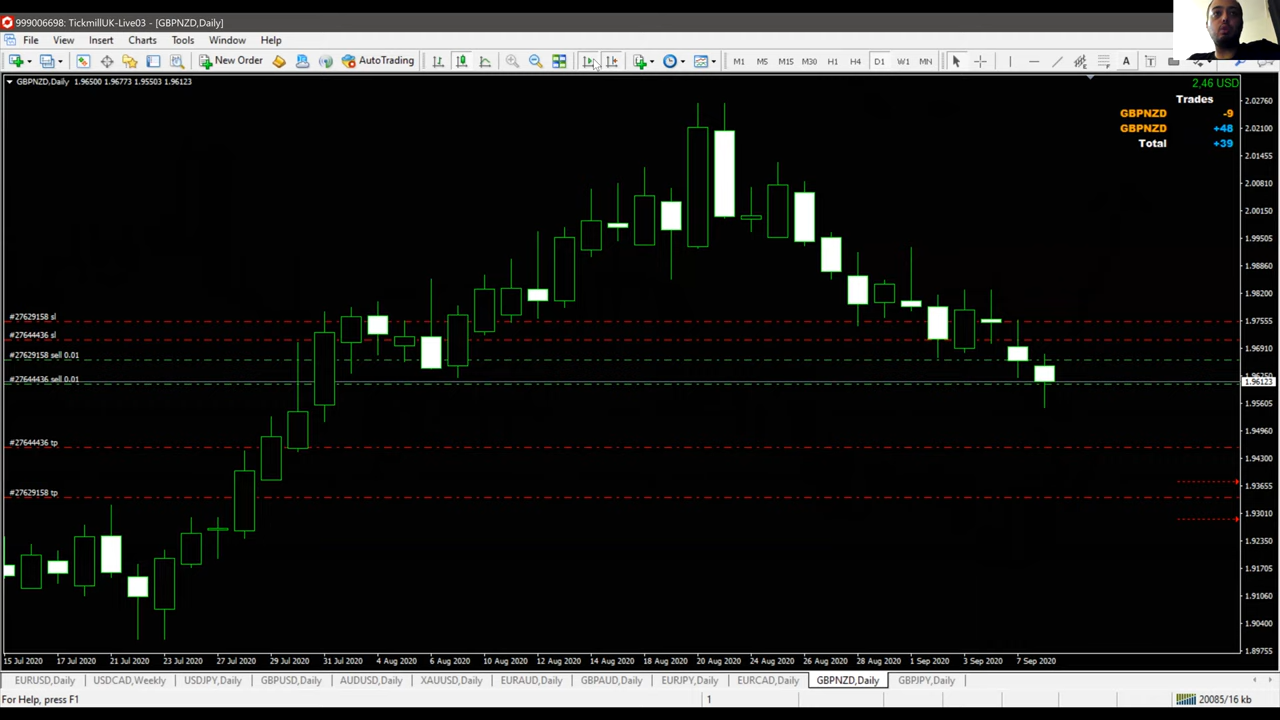 999006698: TickmillUK-Live03 - [GBPNZD,Daily]
File View Insert Charts Tools Window Help
New Order AutoTrading M1 M5 M15 M30 H1 H4 D1 W1 MN A T
GBPNZD,Daily 1.96500 1.96773 1.95503 1.96123
2,46 USD
Trades
GBPNZD -9
GBPNZD +48
Total +39
2.02760
2.02100
2.01455
2.00810
2.00150
1.99505
1.98860
1.98200
1.97555
1.96910
1.96123
1.95605
1.94960
1.94300
1.93655
1.93010
1.92350
1.91705
1.91060
1.90400
1.89755
#27629158 sl
#27644436 sl
#27629158 sell 0.01
#27644436 sell 0.01
#27644436 tp
#27629158 tp
15 Jul 2020 17 Jul 2020 21 Jul 2020 23 Jul 2020 27 Jul 2020 29 Jul 2020 31 Jul 2020 4 Aug 2020 6 Aug 2020 10 Aug 2020 12 Aug 2020 14 Aug 2020 18 Aug 2020 20 Aug 2020 24 Aug 2020 26 Aug 2020 28 Aug 2020 1 Sep 2020 3 Sep 2020 7 Sep 2020
EURUSD,Daily USDCAD,Weekly USDJPY,Daily GBPUSD,Daily AUDUSD,Daily XAUUSD,Daily EURAUD,Daily GBPAUD,Daily EURJPY,Daily EURCAD,Daily GBPNZD,Daily GBPJPY,Daily
For Help, press F1 1 20085/16 kb